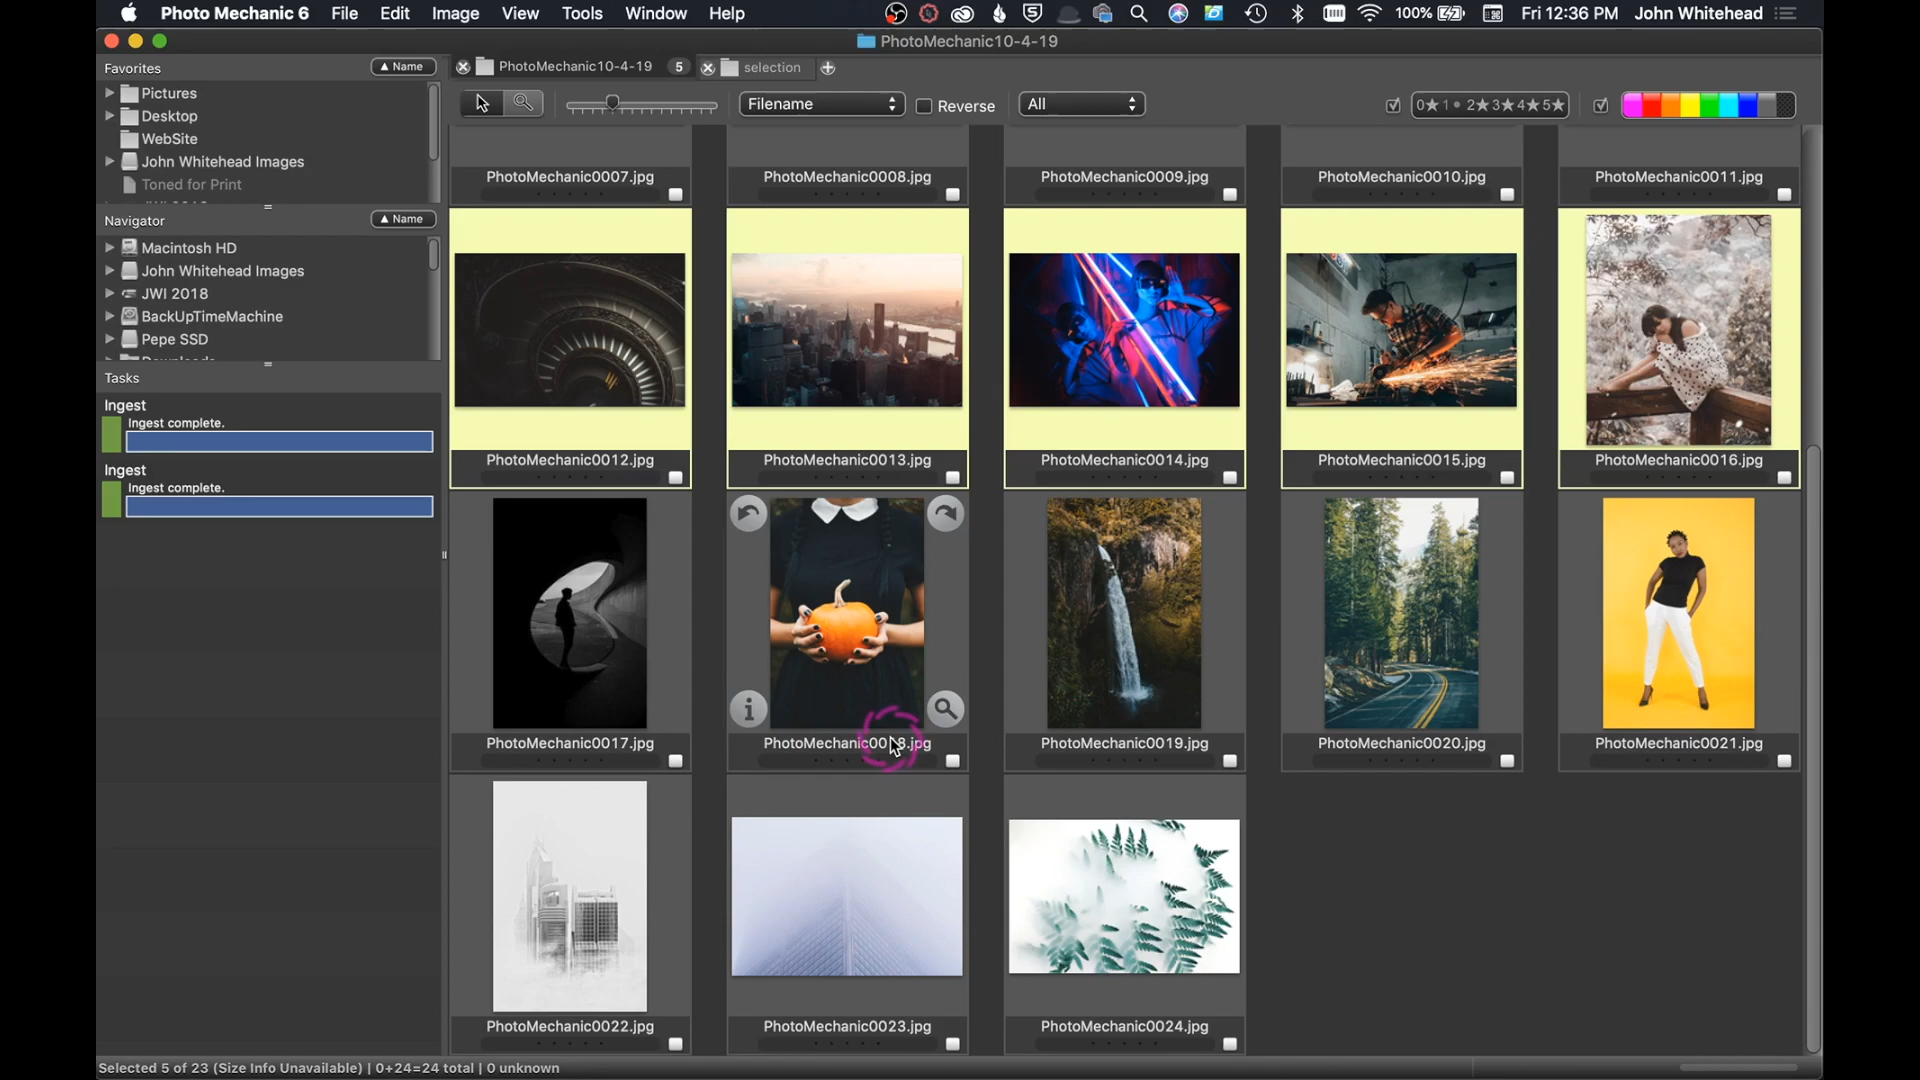 Photo Mechanic 6 File Edit Image View Tools Window Help 100% Fri 12:36 PM John Whitehead
PhotoMechanic10-4-19
Favorites ▲ Name
PhotoMechanic10-4-19 5 selection
Pictures
Desktop
WebSite
John Whitehead Images
Toned for Print
Filename Reverse All 0★ 1 • 2★3★4★5★
Navigator ▲ Name
Macintosh HD
John Whitehead Images
JWI 2018
BackUpTimeMachine
Pepe SSD
Tasks
Ingest
Ingest complete.
Ingest
Ingest complete.
PhotoMechanic0007.jpg PhotoMechanic0008.jpg PhotoMechanic0009.jpg PhotoMechanic0010.jpg PhotoMechanic0011.jpg
PhotoMechanic0012.jpg PhotoMechanic0013.jpg PhotoMechanic0014.jpg PhotoMechanic0015.jpg PhotoMechanic0016.jpg
PhotoMechanic0017.jpg PhotoMechanic0018.jpg PhotoMechanic0019.jpg PhotoMechanic0020.jpg PhotoMechanic0021.jpg
PhotoMechanic0022.jpg PhotoMechanic0023.jpg PhotoMechanic0024.jpg
Selected 5 of 23 (Size Info Unavailable) | 0+24=24 total | 0 unknown